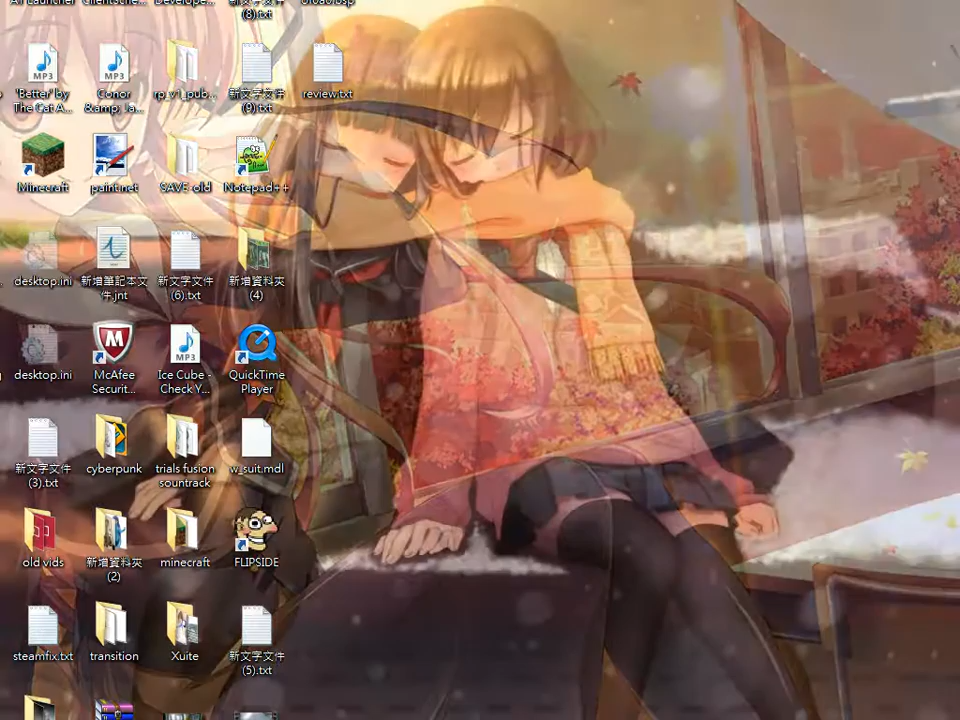 (8).txt
'Better' by
The Cat A...
Conor
&amp; Ja...
rp_v1_pub...
新文字文件
(9).txt
review.txt
Minecraft
paint.net
SAVE -old
Notepad++
desktop.ini
新增筆記本文
件.jnt
新文字文件
(6).txt
新增資料夾
(4)
desktop.ini
McAfee
Securit...
Ice Cube -
Check Y...
QuickTime
Player
新文字文件
(3).txt
cyberpunk
trials fusion
sountrack
w_suit.mdl
old vids
新增資料夾
(2)
minecraft
FLIPSIDE
steamfix.txt
transition
Xuite
新文字文件
(5).txt